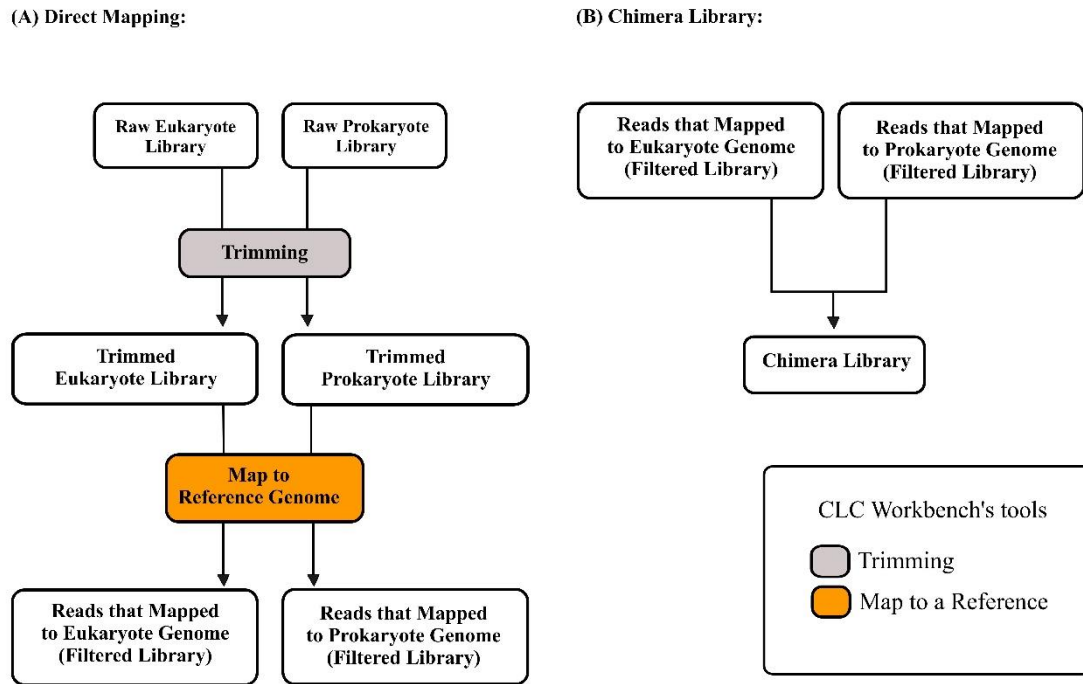 (A) Direct Mapping:
Raw Eukaryote
Library
Raw Prokaryote
Library
Trimming
Trimmed
Eukaryote Library
Trimmed
Prokaryote Library
Map to
Reference Genome
Reads that Mapped
to Eukaryote Genome
(Filtered Library)
Reads that Mapped
to Prokaryote Genome
(Filtered Library)
(B) Chimera Library:
Reads that Mapped
to Eukaryote Genome
(Filtered Library)
Reads that Mapped
to Prokaryote Genome
(Filtered Library)
Chimera Library
CLC Workbench's tools
Trimming
Map to a Reference